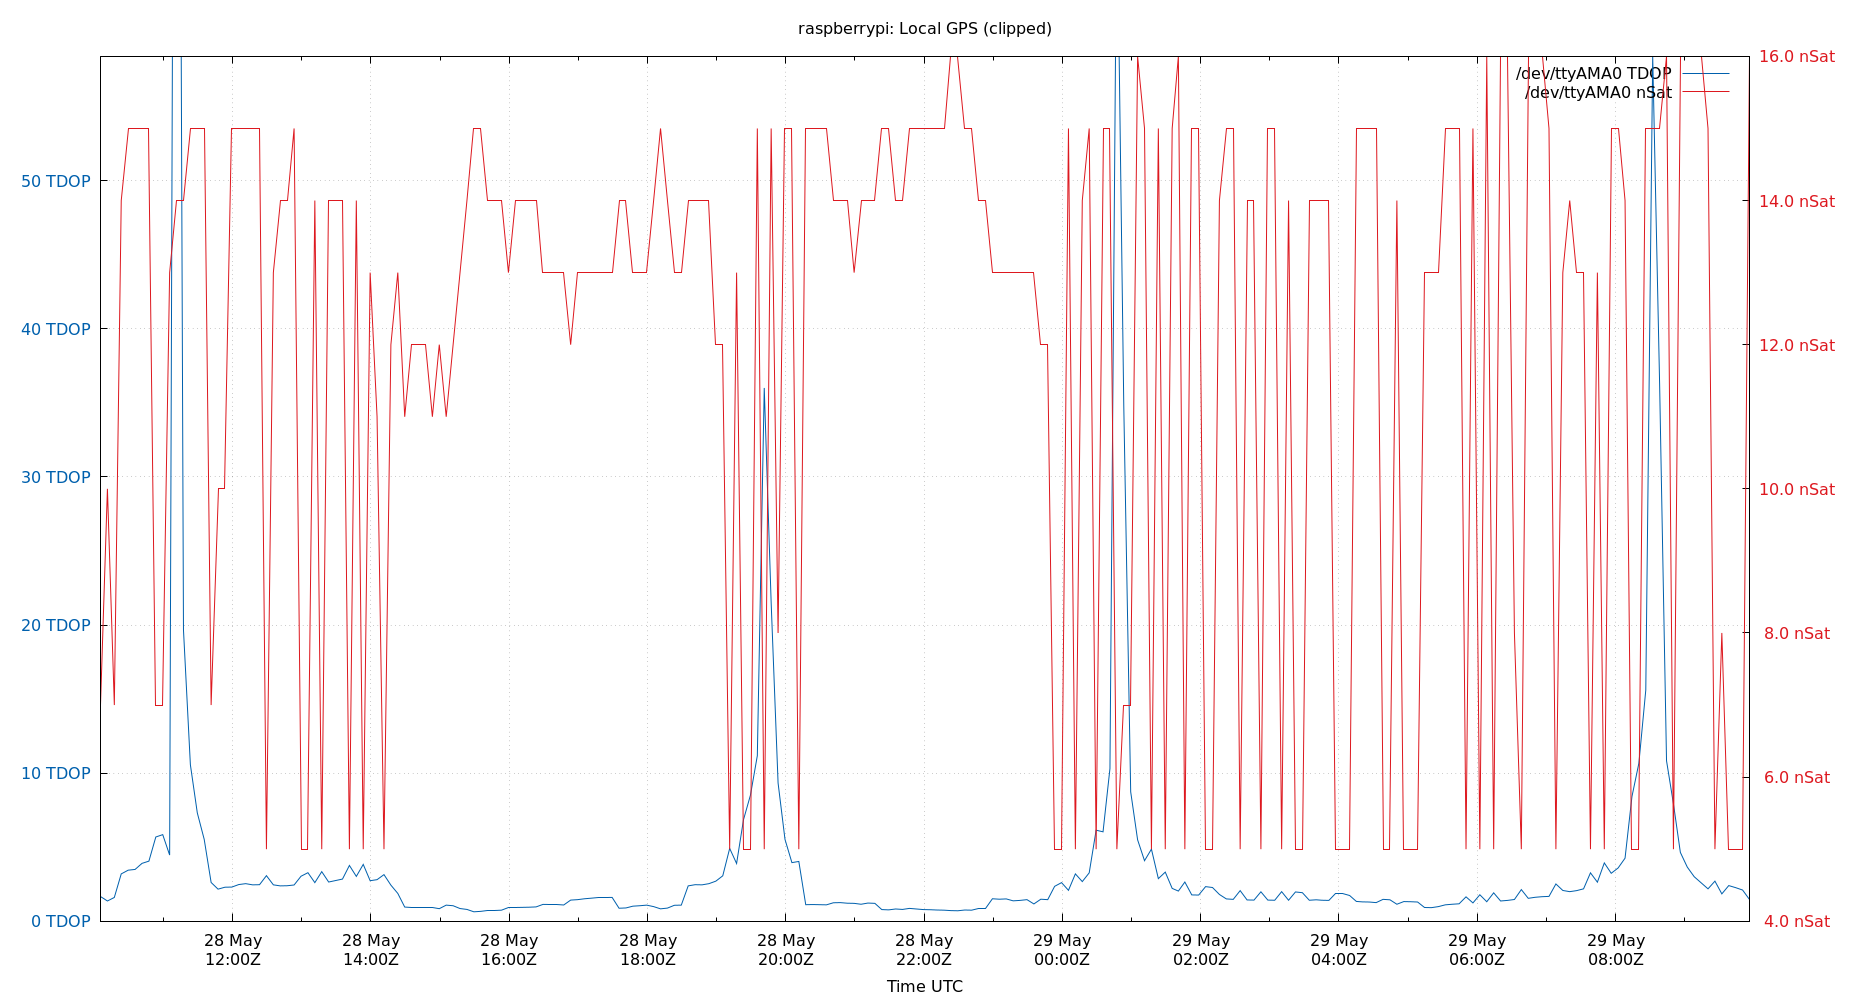 raspberrypi: Local GPS (clipped)
/dev/ttyAMA0 TDOP
/dev/ttyAMA0 nSat
50 TDOP
40 TDOP
30 TDOP
20 TDOP
10 TDOP
0 TDOP
16.0 nSat
14.0 nSat
12.0 nSat
10.0 nSat
8.0 nSat
6.0 nSat
4.0 nSat
28 May
12:00Z
28 May
14:00Z
28 May
16:00Z
28 May
18:00Z
28 May
20:00Z
28 May
22:00Z
29 May
00:00Z
29 May
02:00Z
29 May
04:00Z
29 May
06:00Z
29 May
08:00Z
Time UTC